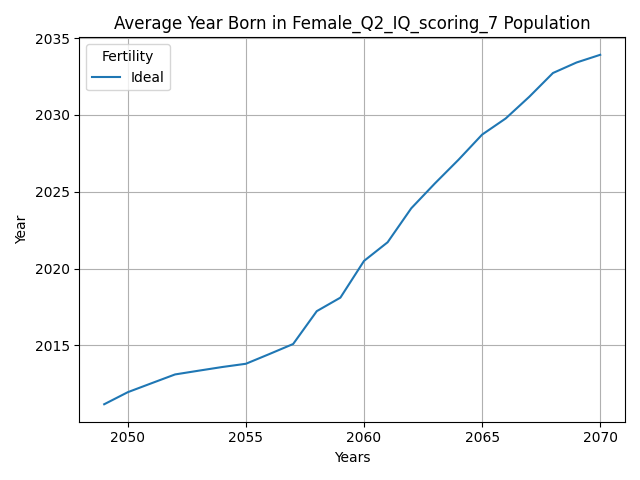 Average Year Born in Female_Q2_IQ_scoring_7 Population
Fertility
Ideal
Year
2035
2030
2025
2020
2015
2050 2055 2060 2065 2070
Years